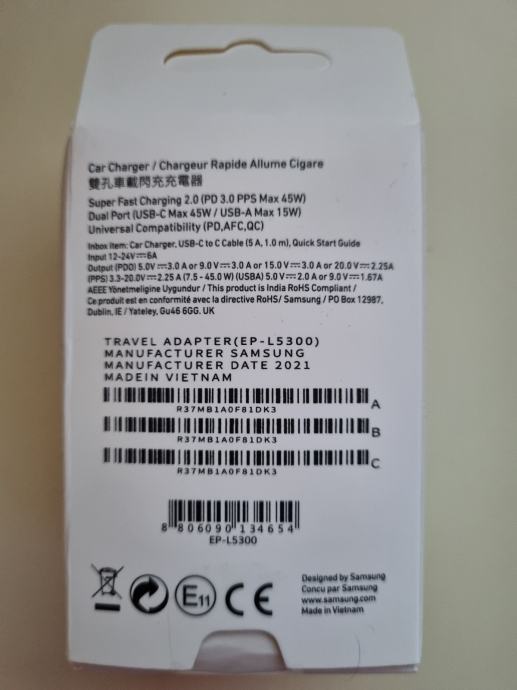 Car Charger / Chargeur Rapide Allume Cigare
雙孔車載閃充充電器
Super Fast Charging 2.0 (PD 3.0 PPS Max 45W)
Dual Port (USB-C Max 45W / USB-A Max 15W)
Universal Compatibility (PD,AFC,QC)
Inbox item: Car Charger, USB-C to C Cable (5 A, 1.0 m), Quick Start Guide
Input 12-24V⎓6A
Output (PDO) 5.0V⎓3.0 A or 9.0 V⎓3.0 A or 15.0 V⎓3.0 A or 20.0 V⎓2.25A
(PPS) 3.3-20.0V⎓2.25 A (7.5 - 45.0 W) (USBA) 5.0 V⎓2.0 A or 9.0 V⎓1.67A
AEEE Yönetmeligine Uygundur / This product is India RoHS Compliant /
Ce produit est en conformité avec la directive RoHS/ Samsung / PO Box 12987,
Dublin, IE / Yateley, Gu46 6GG. UK
TRAVEL ADAPTER(EP-L5300)
MANUFACTURER SAMSUNG
MANUFACTURER DATE 2021
MADEIN VIETNAM
A
R37MB1A0F81DK3
B
R37MB1A0F81DK3
C
R37MB1A0F81DK3
8 806090 134654
EP-L5300
E11
CE
Designed by Samsung
Concu par Samsung
www.samsung.com
Made in Vietnam